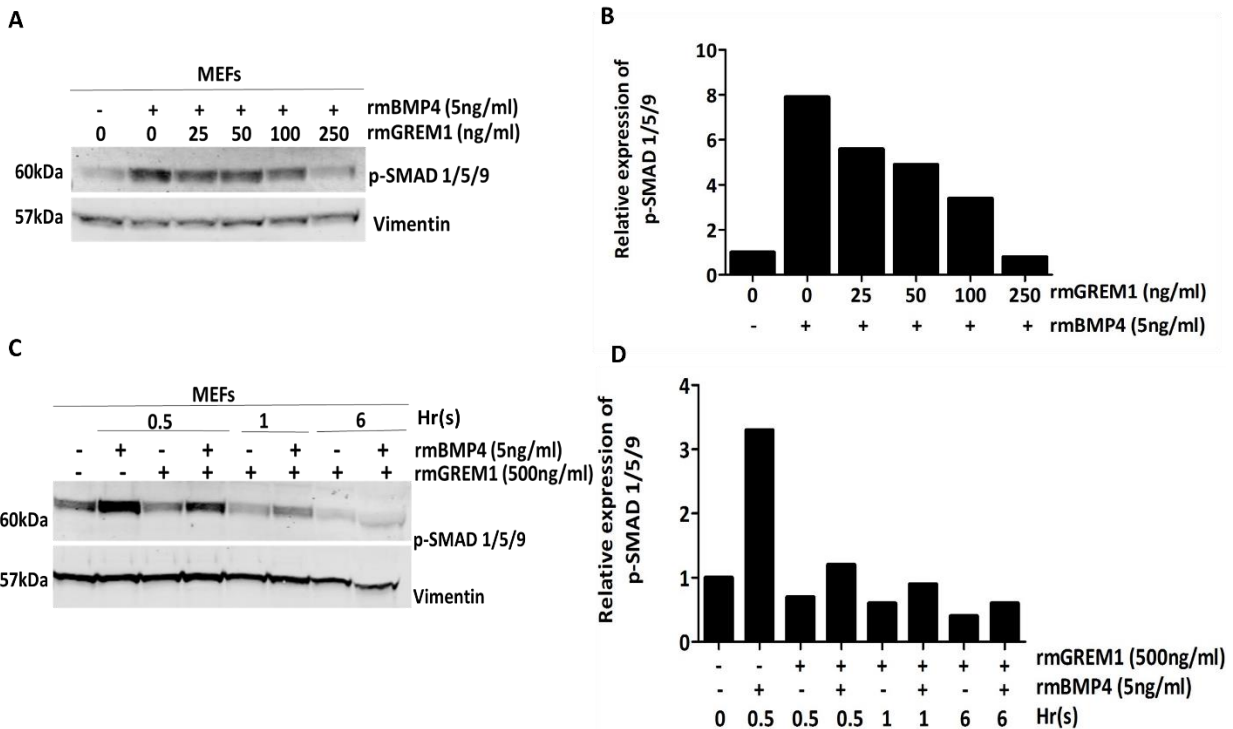 A
MEFs
- + + + + + rmBMP4 (5ng/ml)
0 0 25 50 100 250 rmGREM1 (ng/ml)
60kDa p-SMAD 1/5/9
57kDa Vimentin
B
Relative expression of
p-SMAD 1/5/9
10
8
6
4
2
0
0 0 25 50 100 250 rmGREM1 (ng/ml)
- + + + + + rmBMP4 (5ng/ml)
C
MEFs
0.5 1 6 Hr(s)
- + - + - + - + rmBMP4 (5ng/ml)
- - + + + + + + rmGREM1 (500ng/ml)
60kDa
p-SMAD 1/5/9
57kDa
Vimentin
D
Relative expression of
p-SMAD 1/5/9
4
3
2
1
0
- - + + + + + + rmGREM1 (500ng/ml)
- + - + - + - + rmBMP4 (5ng/ml)
0 0.5 0.5 0.5 1 1 6 6 Hr(s)